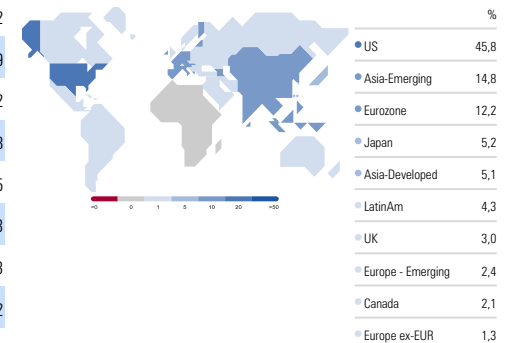 %
US 45,8
Asia-Emerging 14,8
Eurozone 12,2
Japan 5,2
Asia-Developed 5,1
LatinAm 4,3
UK 3,0
Europe - Emerging 2,4
Canada 2,1
Europe ex-EUR 1,3
<0 0 1 5 10 20 >50